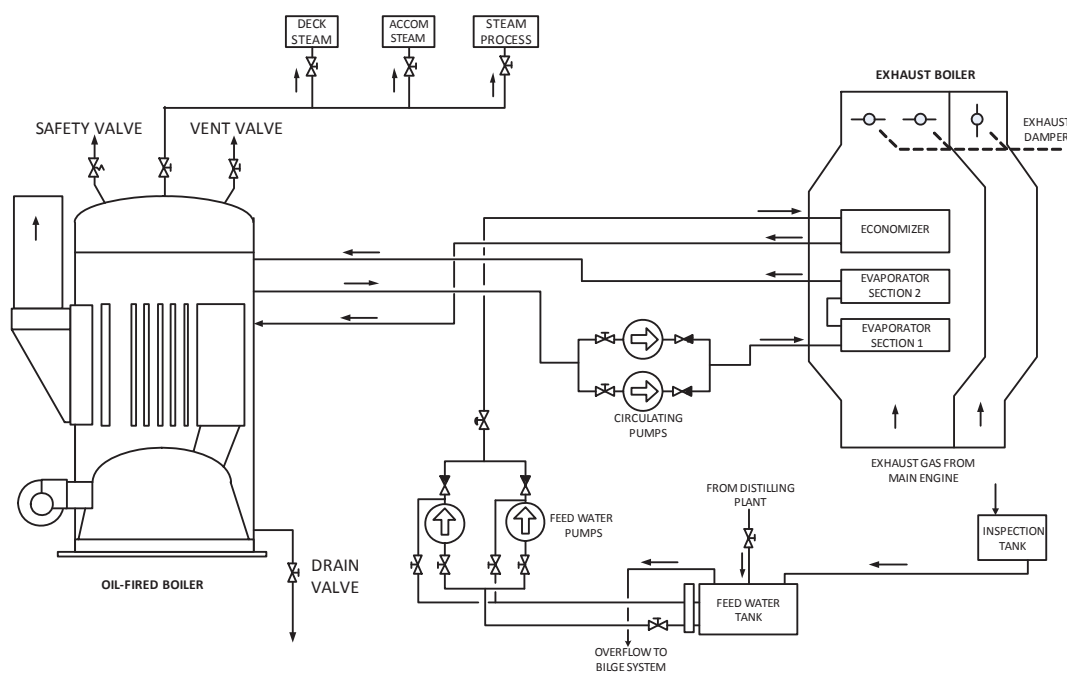 DECK
STEAM
ACCOM
STEAM
STEAM
PROCESS
EXHAUST BOILER
SAFETY VALVE
VENT VALVE
EXHAUST
DAMPER
ECONOMIZER
EVAPORATOR
SECTION 2
EVAPORATOR
SECTION 1
CIRCULATING
PUMPS
EXHAUST GAS FROM
MAIN ENGINE
FROM DISTILLING
PLANT
FEED WATER
PUMPS
INSPECTION
TANK
OIL-FIRED BOILER
DRAIN
VALVE
FEED WATER
TANK
OVERFLOW TO
BILGE SYSTEM